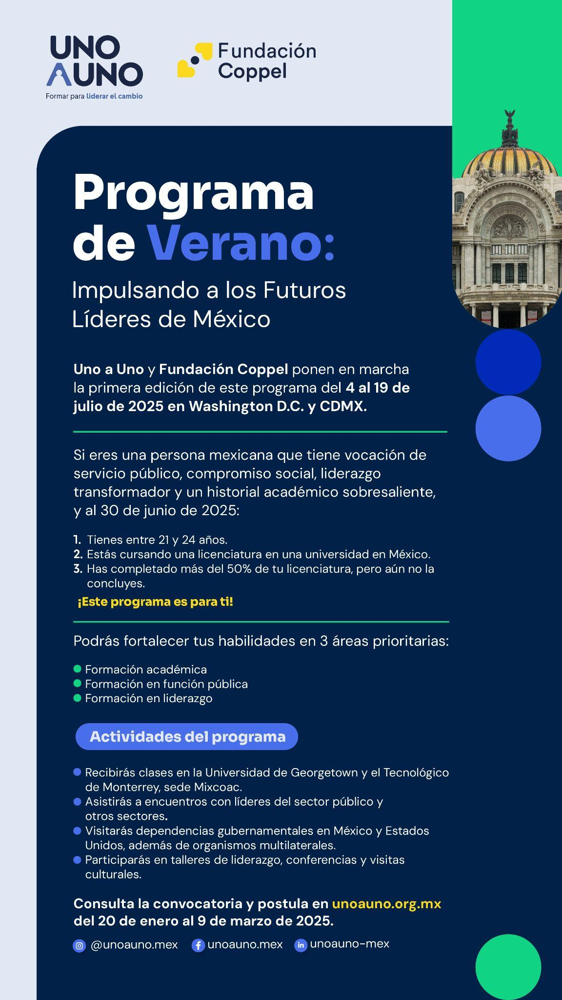 UNO
AUNO
Formar para liderar el cambio
Fundación
Coppel
Programa
de Verano:
Impulsando a los Futuros
Líderes de México
Uno a Uno y Fundación Coppel ponen en marcha
la primera edición de este programa del 4 al 19 de
julio de 2025 en Washington D.C. y CDMX.
Si eres una persona mexicana que tiene vocación de
servicio público, compromiso social, liderazgo
transformador y un historial académico sobresaliente,
y al 30 de junio de 2025:
1. Tienes entre 21 y 24 años.
2. Estás cursando una licenciatura en una universidad en México.
3. Has completado más del 50% de tu licenciatura, pero aún no la
concluyes.
¡Este programa es para ti!
Podrás fortalecer tus habilidades en 3 áreas prioritarias:
Formación académica
Formación en función pública
Formación en liderazgo
Actividades del programa
Recibirás clases en la Universidad de Georgetown y el Tecnológico
de Monterrey, sede Mixcoac.
Asistirás a encuentros con líderes del sector público y
otros sectores.
Visitarás dependencias gubernamentales en México y Estados
Unidos, además de organismos multilaterales.
Participarás en talleres de liderazgo, conferencias y visitas
culturales.
Consulta la convocatoria y postula en unoauno.org.mx
del 20 de enero al 9 de marzo de 2025.
@unoauno.mex unoauno.mex unoauno-mex